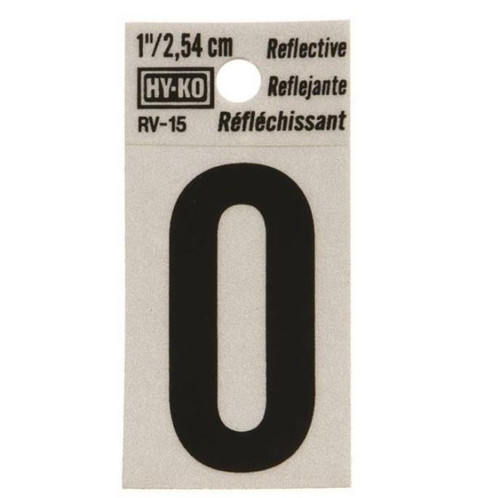 1"/2,54 cm Reflective
HY-KO Reflejante
RV-15 Réfléchissant
0